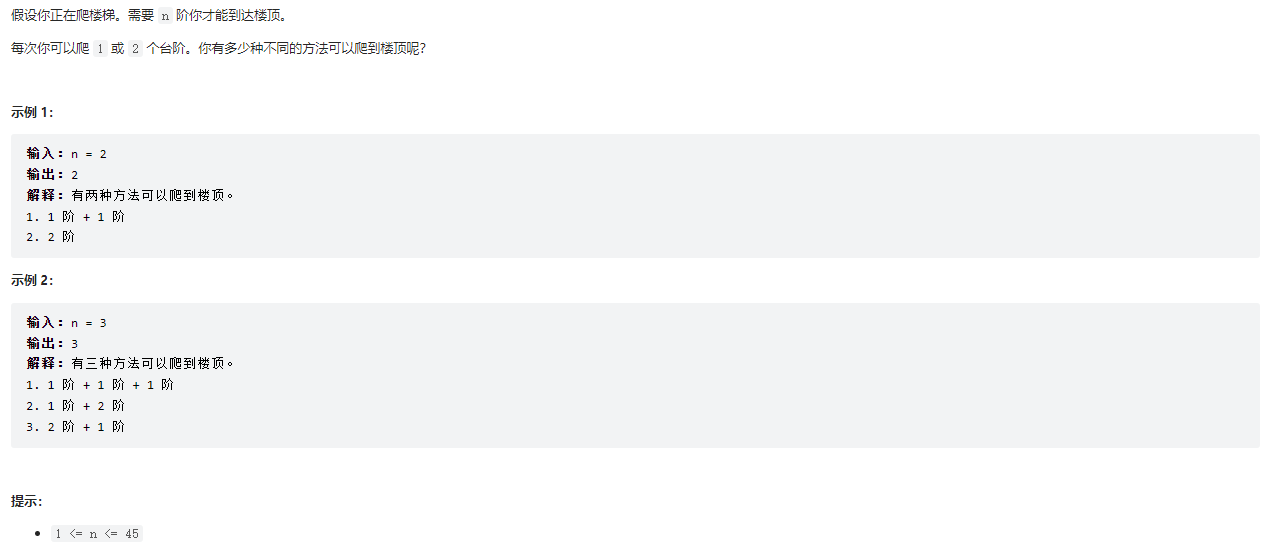 假设你正在爬楼梯。需要 n 阶你才能到达楼顶。
每次你可以爬 1 或 2 个台阶。你有多少种不同的方法可以爬到楼顶呢?
示例 1:
输入：n = 2
输出：2
解释：有两种方法可以爬到楼顶。
1. 1 阶 + 1 阶
2. 2 阶
示例 2:
输入：n = 3
输出：3
解释：有三种方法可以爬到楼顶。
1. 1 阶 + 1 阶 + 1 阶
2. 1 阶 + 2 阶
3. 2 阶 + 1 阶
提示:
• 1 <= n <= 45